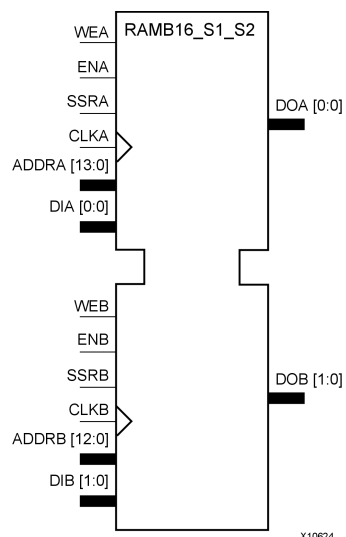 RAMB16_S1_S2
WEA
ENA
SSRA
CLKA
ADDRA [13:0]
DIA [0:0]
DOA [0:0]
WEB
ENB
SSRB
CLKB
ADDRB [12:0]
DIB [1:0]
DOB [1:0]
X10624